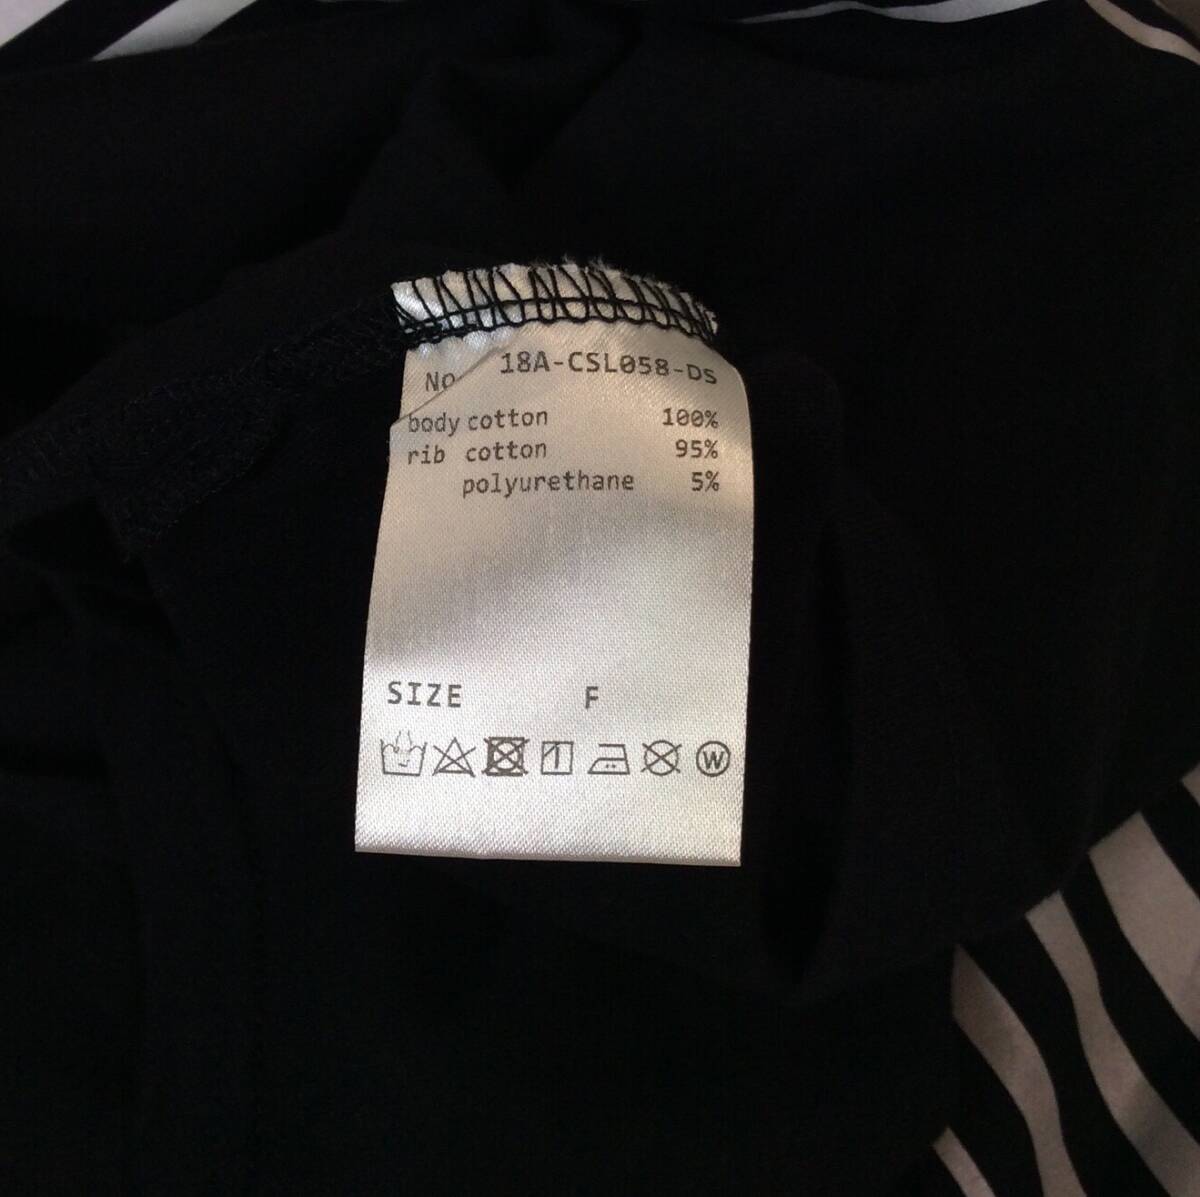 No 18A-CSL058-DS
body cotton 100%
rib cotton 95%
polyurethane 5%
SIZE F
W